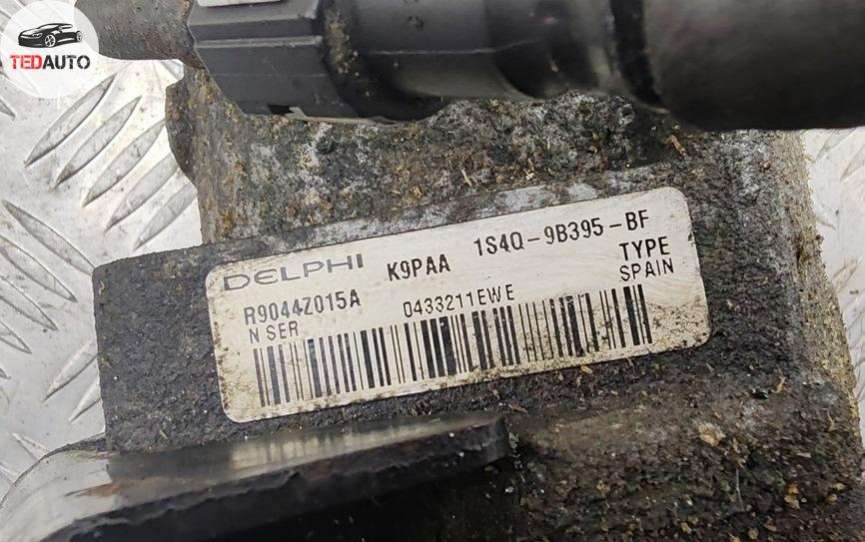 TEDAUTO
DELPHI K9PAA 1S4Q-9B395-BF
R9044Z015A 0433211EWE TYPE
N SER SPAIN